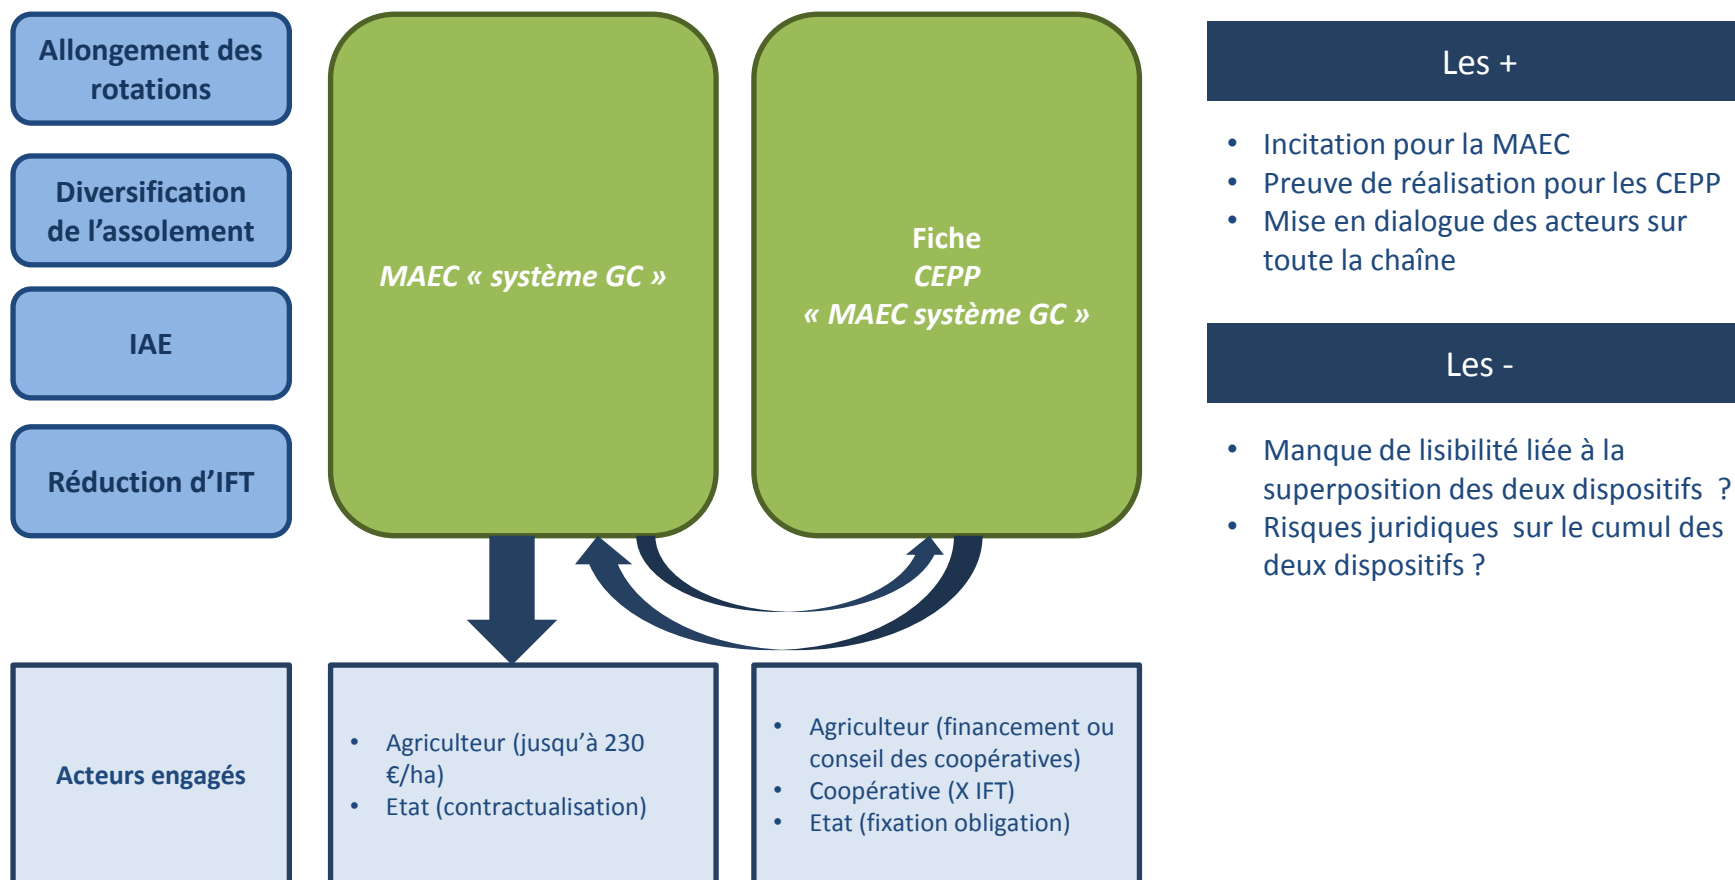 Allongement des
rotations
Diversification
de l’assolement
IAE
Réduction d’IFT
MAEC « système GC »
Fiche
CEPP
« MAEC système GC »
Acteurs engagés
• Agriculteur (jusqu’à 230
€/ha)
• Etat (contractualisation)
• Agriculteur (financement ou
conseil des coopératives)
• Coopérative (X IFT)
• Etat (fixation obligation)
Les +
• Incitation pour la MAEC
• Preuve de réalisation pour les CEPP
• Mise en dialogue des acteurs sur
toute la chaîne
Les -
• Manque de lisibilité liée à la
superposition des deux dispositifs ?
• Risques juridiques sur le cumul des
deux dispositifs ?